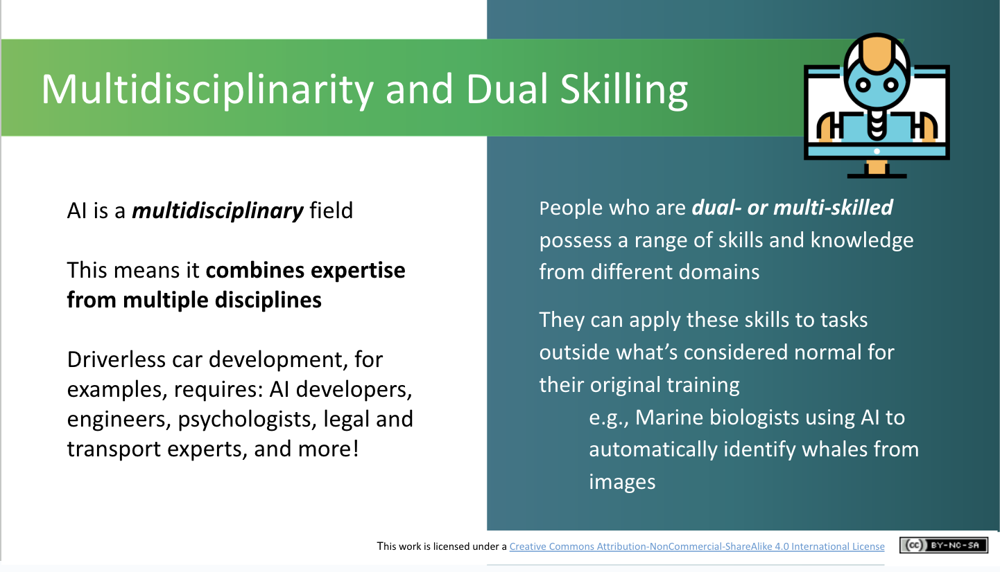 Multidisciplinarity and Dual Skilling
AI is a multidisciplinary field
This means it combines expertise
from multiple disciplines
Driverless car development, for
examples, requires: AI developers,
engineers, psychologists, legal and
transport experts, and more!
People who are dual- or multi-skilled
possess a range of skills and knowledge
from different domains
They can apply these skills to tasks
outside what’s considered normal for
their original training
e.g., Marine biologists using AI to
automatically identify whales from
images
This work is licensed under a Creative Commons Attribution-NonCommercial-ShareAlike 4.0 International License
cc BY-NC-SA